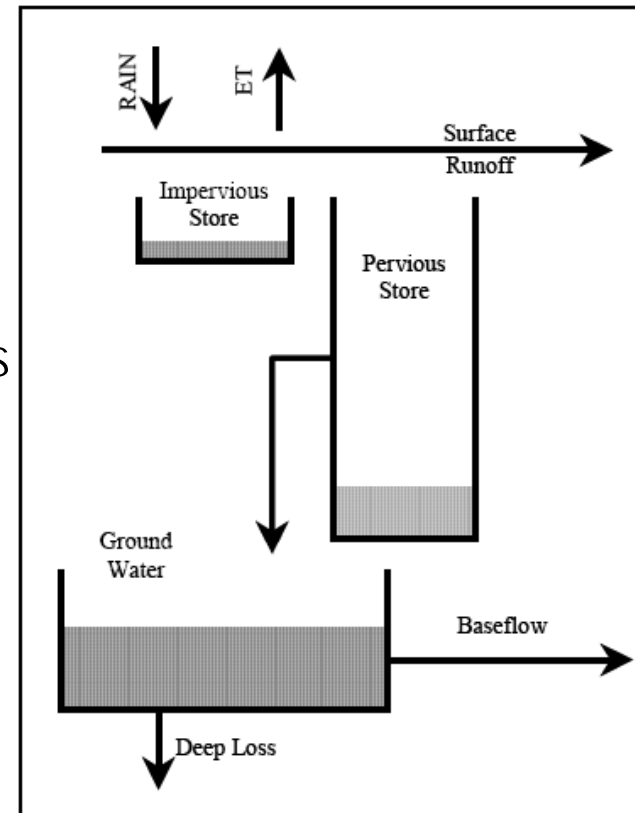 RAIN
ET
Surface
Runoff
Impervious
Store
Pervious
Store
s
Ground
Water
Baseflow
Deep Loss